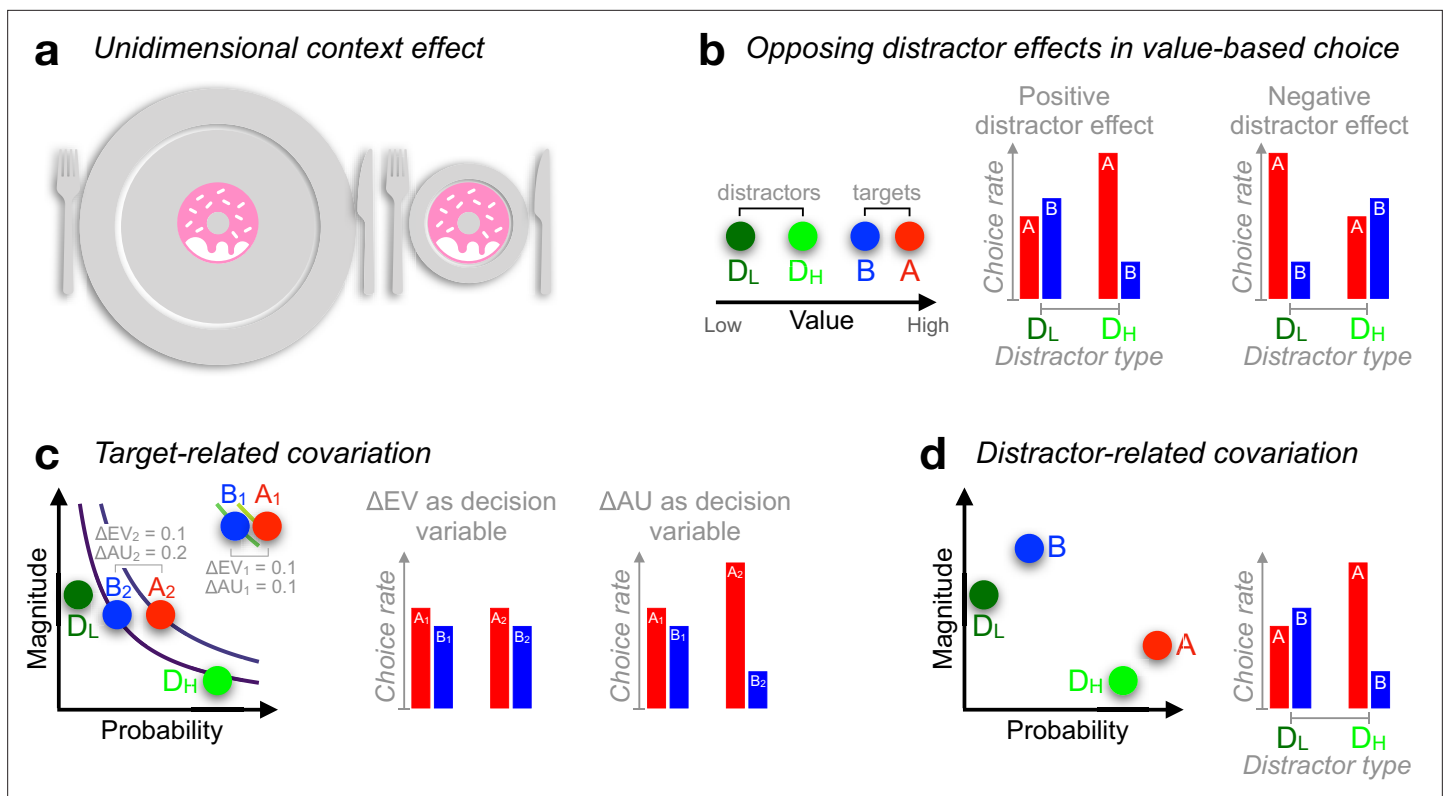 a Unidimensional context effect
b Opposing distractor effects in value-based choice
distractors
targets
DL
DH
B
A
Low
Value
High
Positive
distractor effect
Choice rate
A
B
A
B
DL
DH
Distractor type
Negative
distractor effect
Choice rate
A
B
A
B
DL
DH
Distractor type
c Target-related covariation
Magnitude
Probability
ΔEV2 = 0.1
ΔAU2 = 0.2
B1
A1
ΔEV1 = 0.1
ΔAU1 = 0.1
B2
A2
DL
DH
ΔEV as decision
variable
Choice rate
A1
B1
A2
B2
ΔAU as decision
variable
Choice rate
A1
B1
A2
B2
d Distractor-related covariation
Magnitude
Probability
B
DL
A
DH
Choice rate
A
B
A
B
DL
DH
Distractor type